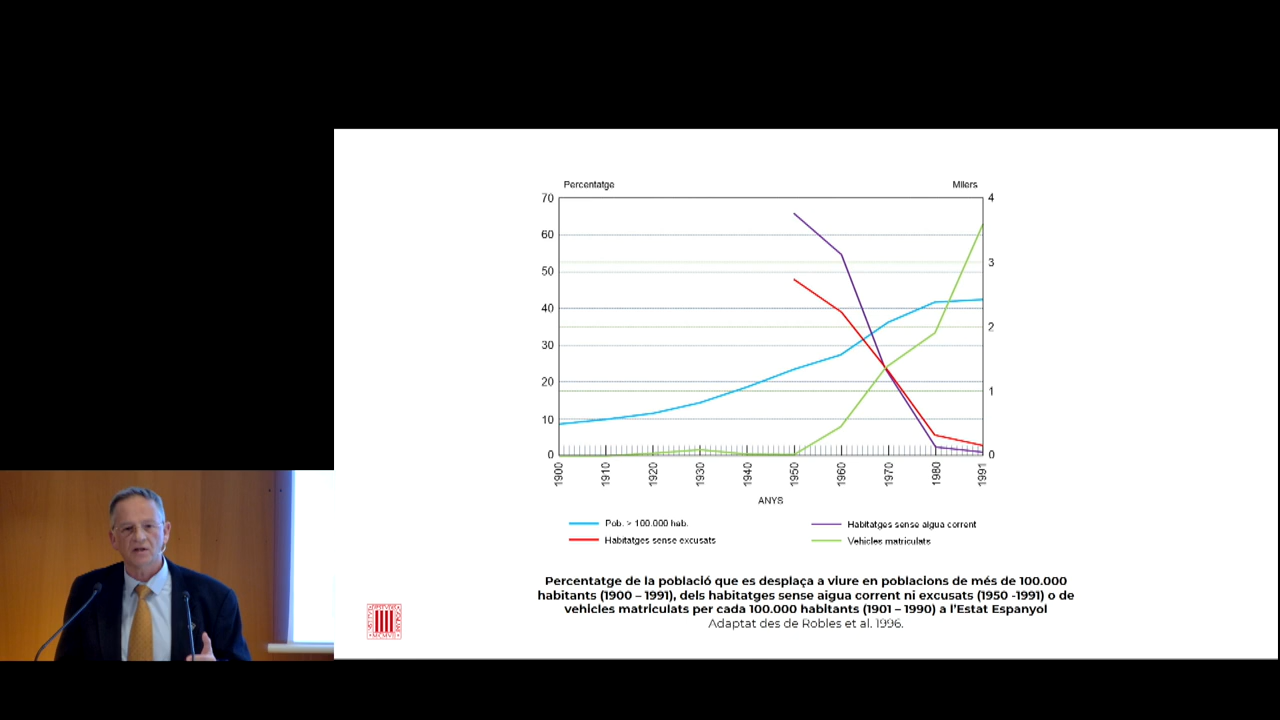 Percentatge
Milers
70
60
50
40
30
20
10
0
4
3
2
1
0
1900
1910
1920
1930
1940
1950
1960
1970
1980
1991
ANYS
Pob. > 100.000 hab.
Habitatges sense excusats
Habitatges sense aigua corrent
Vehicles matriculats
Percentatge de la població que es desplaça a viure en poblacions de més de 100.000
habitants (1900 – 1991), dels habitatges sense aigua corrent ni excusats (1950 -1991) o de
vehicles matriculats per cada 100.000 habitants (1901 – 1990) a l’Estat Espanyol
Adaptat des de Robles et al. 1996.